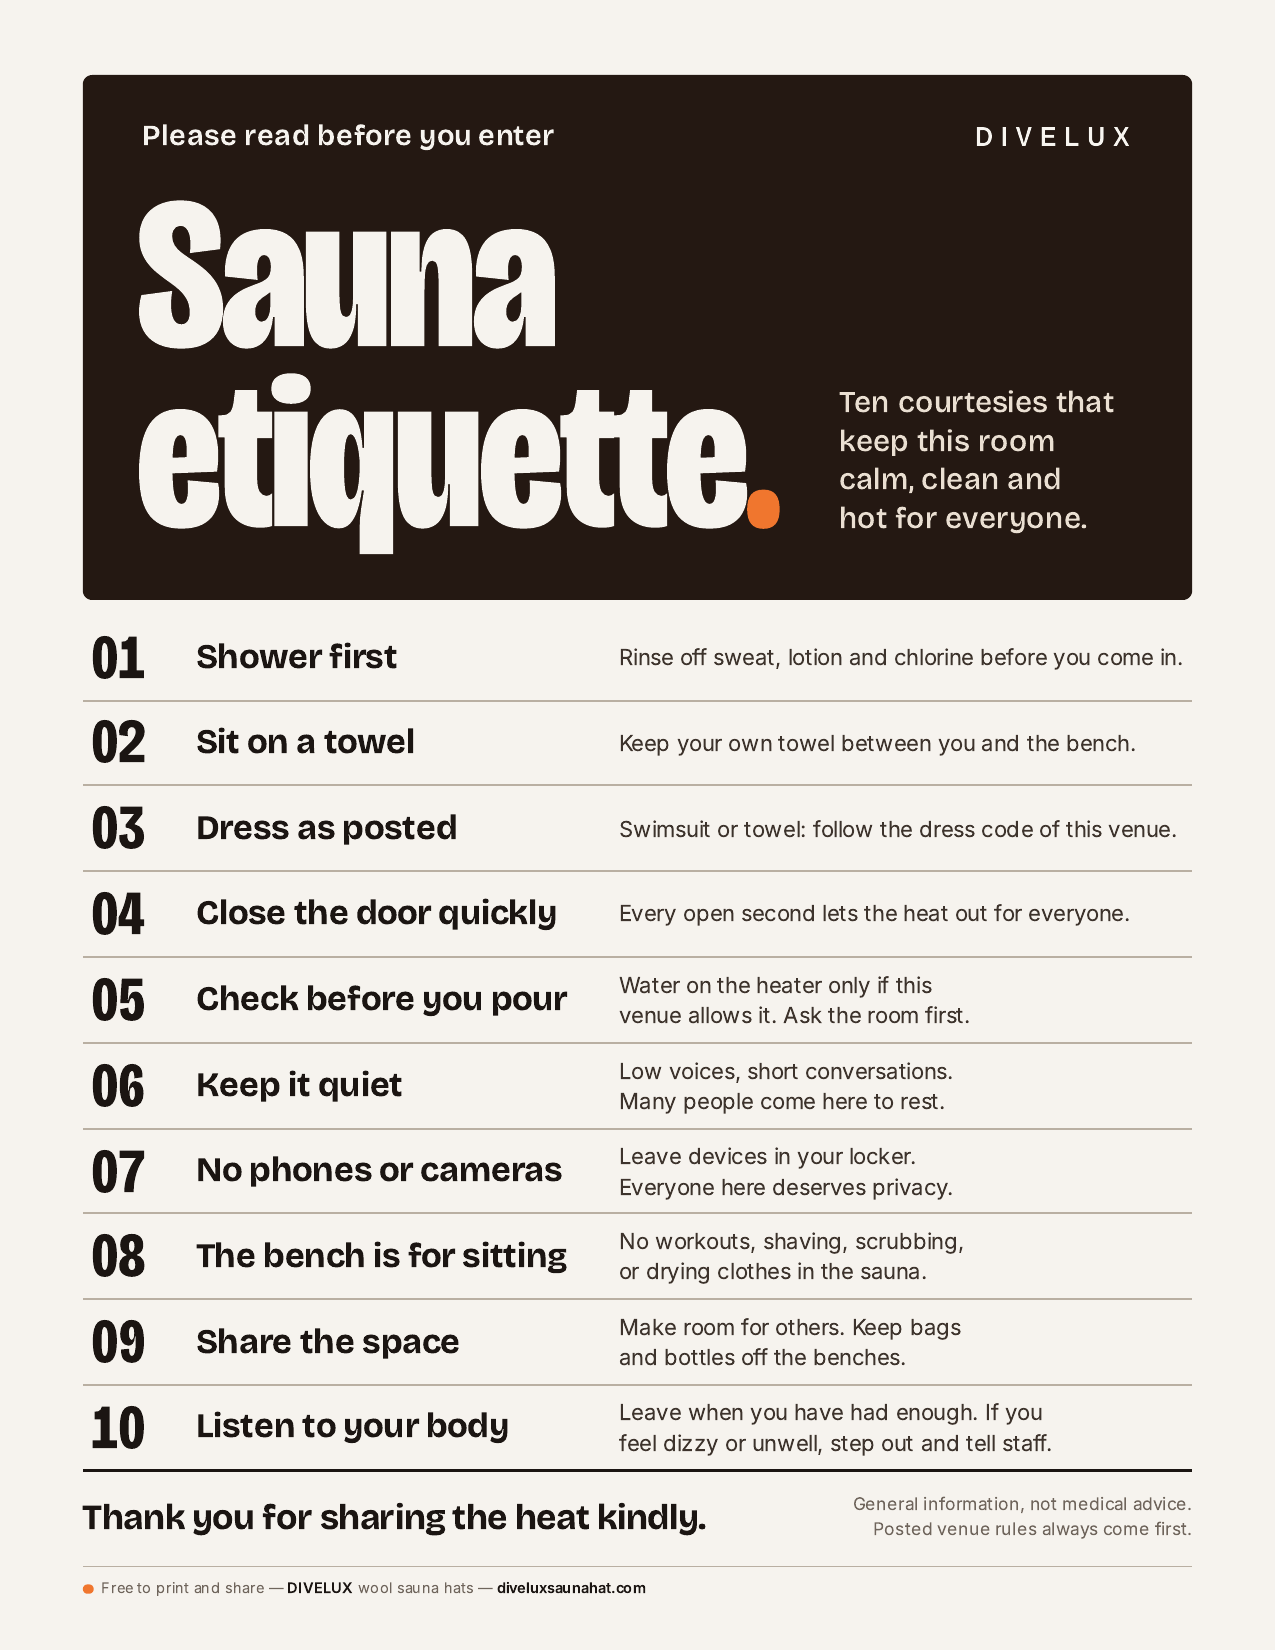 Please read before you enter
DIVELUX
Sauna
etiquette.
Ten courtesies that
keep this room
calm, clean and
hot for everyone.
01 Shower first Rinse off sweat, lotion and chlorine before you come in.
02 Sit on a towel Keep your own towel between you and the bench.
03 Dress as posted Swimsuit or towel: follow the dress code of this venue.
04 Close the door quickly Every open second lets the heat out for everyone.
05 Check before you pour
Water on the heater only if this
venue allows it. Ask the room first.
06 Keep it quiet
Low voices, short conversations.
Many people come here to rest.
07 No phones or cameras
Leave devices in your locker.
Everyone here deserves privacy.
08 The bench is for sitting
No workouts, shaving, scrubbing,
or drying clothes in the sauna.
09 Share the space
Make room for others. Keep bags
and bottles off the benches.
10 Listen to your body
Leave when you have had enough. If you
feel dizzy or unwell, step out and tell staff.
Thank you for sharing the heat kindly.
General information, not medical advice.
Posted venue rules always come first.
Free to print and share — DIVELUX wool sauna hats — diveluxsaunahat.com